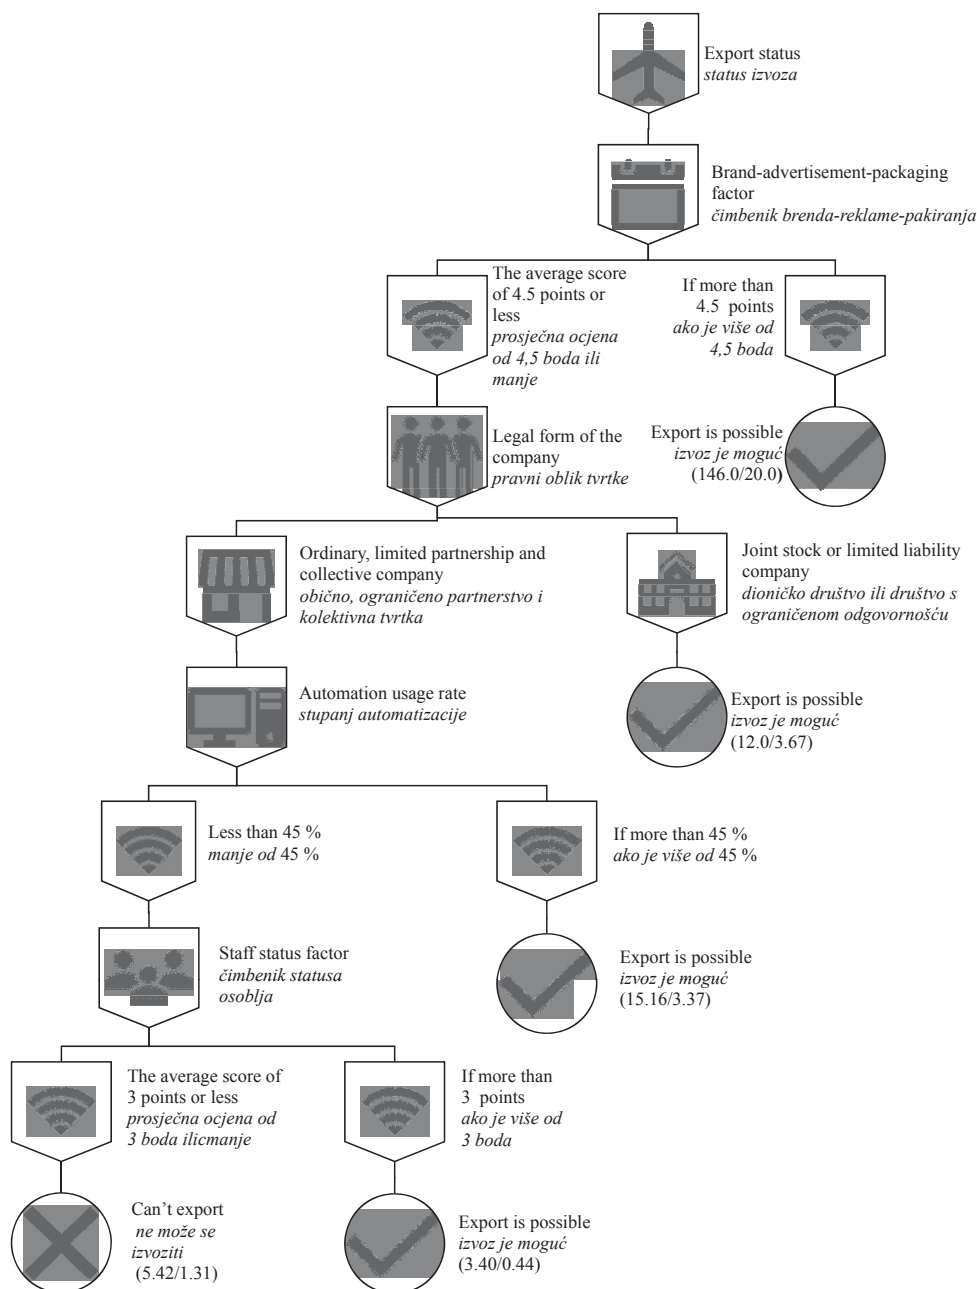 Export status
status izvoza
Brand-advertisement-packaging
factor
čimbenik brenda-reklame-pakiranja
The average score
of 4.5 points or
less
prosječna ocjena
od 4,5 boda ili
manje
If more than
4.5 points
ako je više od
4,5 boda
Legal form of the
company
pravni oblik tvrtke
Export is possible
izvoz je moguć
(146.0/20.0)
Ordinary, limited partnership and
collective company
obično, ograničeno partnerstvo i
kolektivna tvrtka
Joint stock or limited liability
company
dioničko društvo ili društvo s
ograničenom odgovornošću
Automation usage rate
stupanj automatizacije
Export is possible
izvoz je moguć
(12.0/3.67)
Less than 45 %
manje od 45 %
If more than 45 %
ako je više od 45 %
Staff status factor
čimbenik statusa
osoblja
Export is possible
izvoz je moguć
(15.16/3.37)
The average score of
3 points or less
prosječna ocjena od
3 boda ilicmanje
If more than
3 points
ako je više od
3 boda
Can't export
ne može se
izvoziti
(5.42/1.31)
Export is possible
izvoz je moguć
(3.40/0.44)